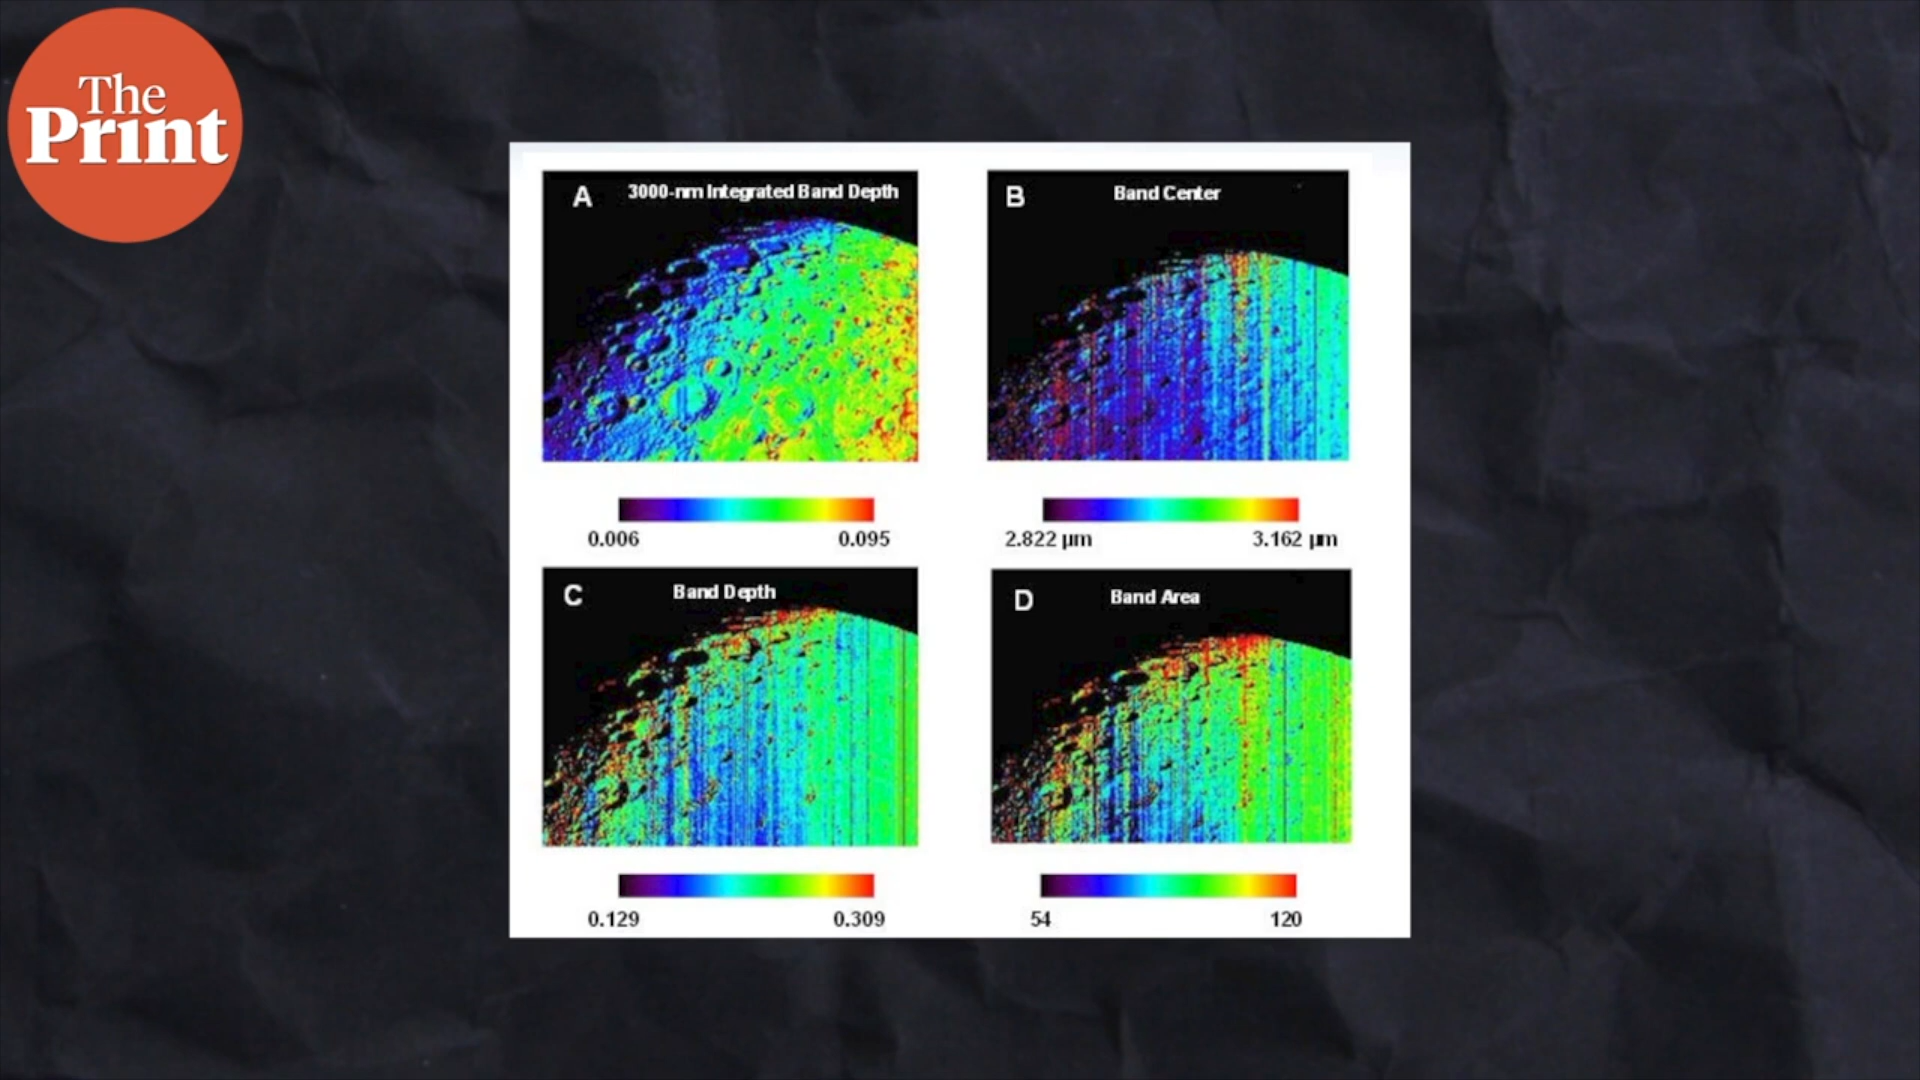 The
Print
A 3000-nm Integrated Band Depth
B Band Center
0.006 0.095
2.822 µm 3.162 µm
C Band Depth
D Band Area
0.129 0.309
54 120